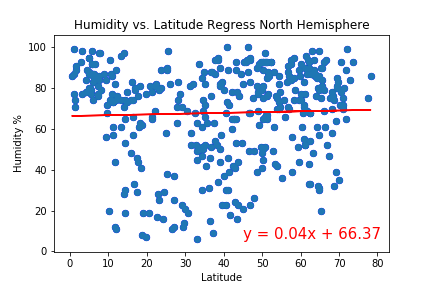 Humidity vs. Latitude Regress North Hemisphere
100
80
60
40
20
0
Humidity %
y = 0.04x + 66.37
0 10 20 30 40 50 60 70 80
Latitude